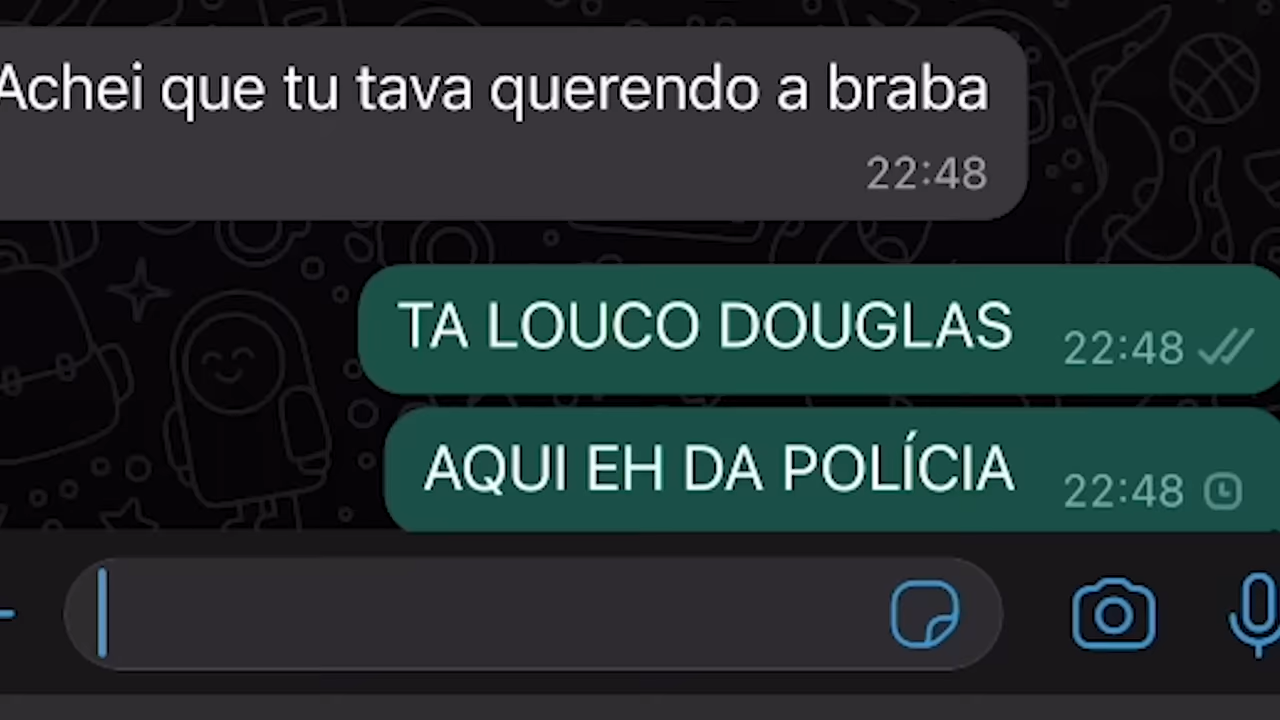 Achei que tu tava querendo a braba
22:48
TA LOUCO DOUGLAS
22:48
AQUI EH DA POLÍCIA
22:48